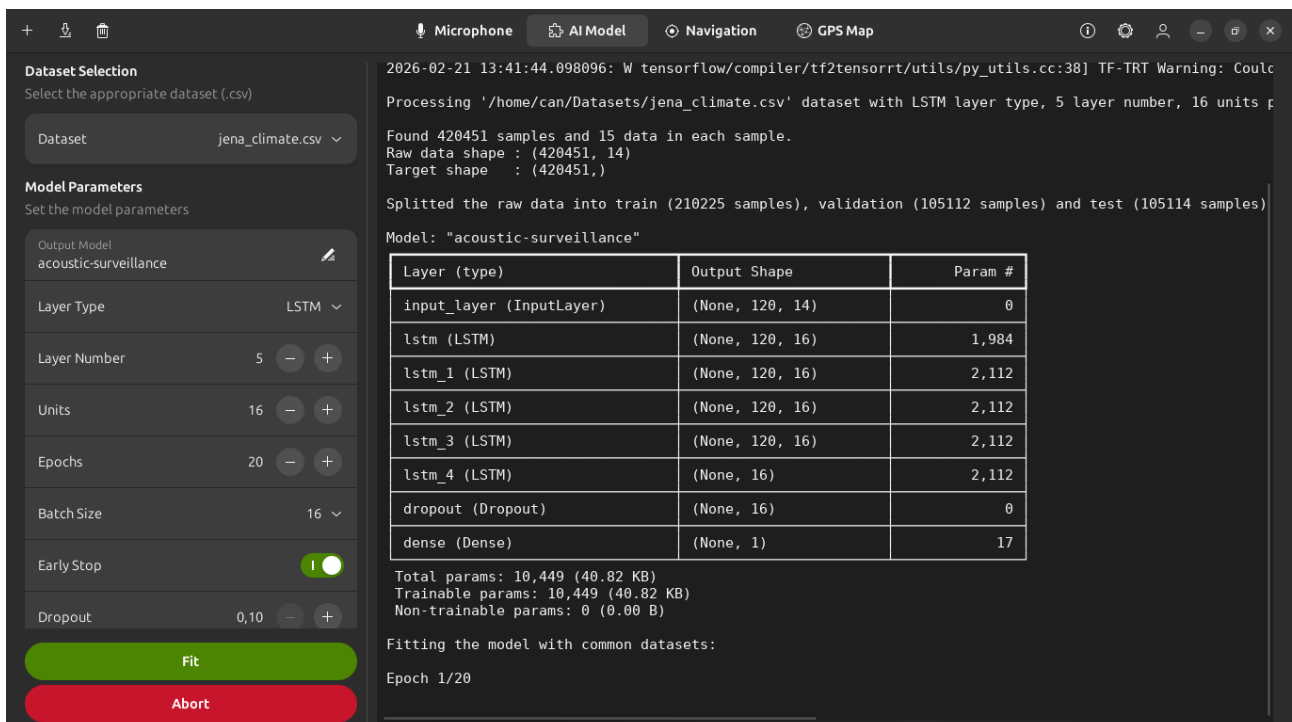 Microphone AI Model Navigation GPS Map
Dataset Selection
Select the appropriate dataset (.csv)
Dataset jena_climate.csv
Model Parameters
Set the model parameters
Output Model
acoustic-surveillance
Layer Type LSTM
Layer Number 5 − +
Units 16 − +
Epochs 20 − +
Batch Size 16
Early Stop
Dropout 0,10 − +
Fit
Abort
2026-02-21 13:41:44.098096: W tensorflow/compiler/tf2tensorrt/utils/py_utils.cc:38] TF-TRT Warning: Could
Processing '/home/can/Datasets/jena_climate.csv' dataset with LSTM layer type, 5 layer number, 16 units p
Found 420451 samples and 15 data in each sample.
Raw data shape : (420451, 14)
Target shape   : (420451,)
Splitted the raw data into train (210225 samples), validation (105112 samples) and test (105114 samples)
Model: "acoustic-surveillance"
Layer (type) Output Shape Param #
input_layer (InputLayer) (None, 120, 14) 0
lstm (LSTM) (None, 120, 16) 1,984
lstm_1 (LSTM) (None, 120, 16) 2,112
lstm_2 (LSTM) (None, 120, 16) 2,112
lstm_3 (LSTM) (None, 120, 16) 2,112
lstm_4 (LSTM) (None, 16) 2,112
dropout (Dropout) (None, 16) 0
dense (Dense) (None, 1) 17
Total params: 10,449 (40.82 KB)
Trainable params: 10,449 (40.82 KB)
Non-trainable params: 0 (0.00 B)
Fitting the model with common datasets:
Epoch 1/20